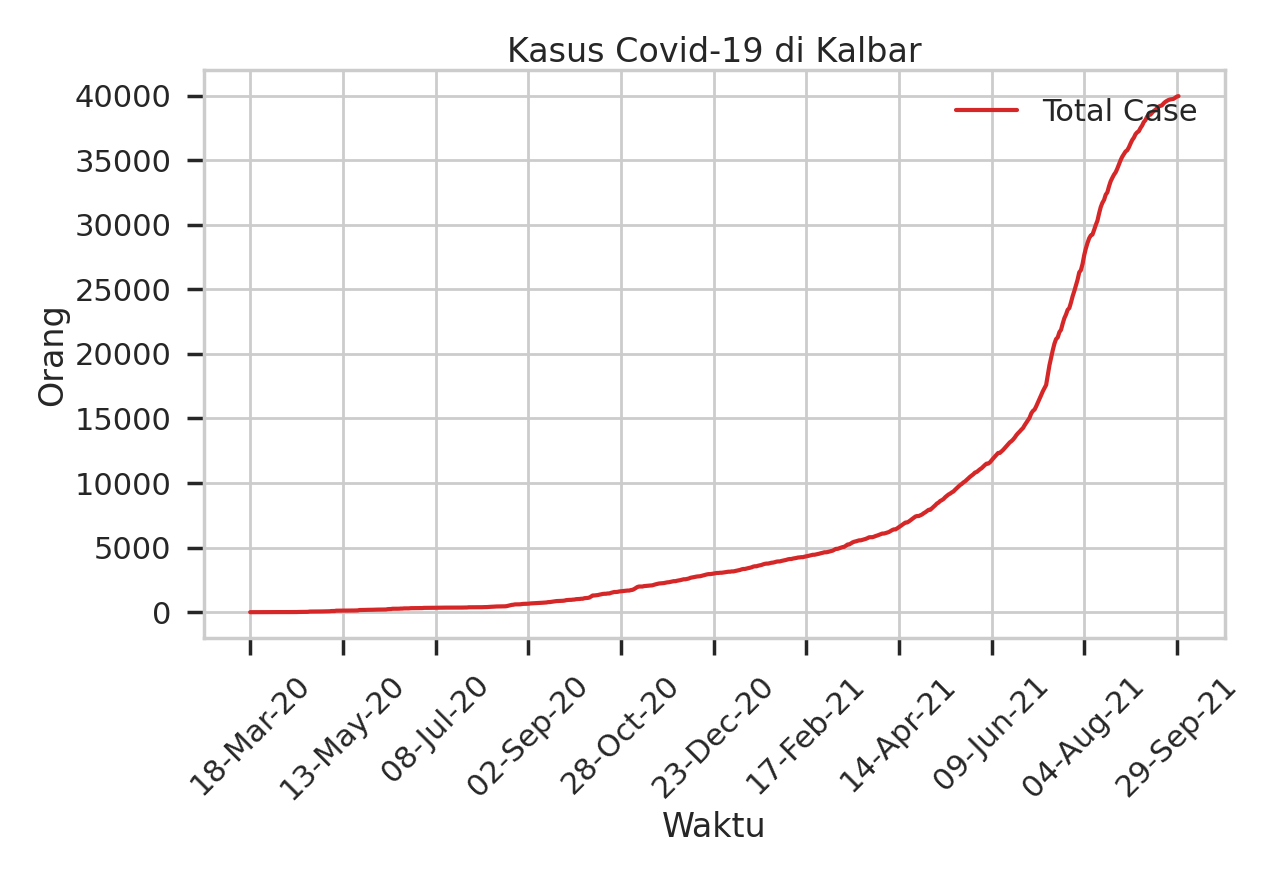 Kasus Covid-19 di Kalbar
Total Case
40000
35000
30000
25000
20000
15000
10000
5000
0
Orang
18-Mar-20
13-May-20
08-Jul-20
02-Sep-20
28-Oct-20
23-Dec-20
17-Feb-21
14-Apr-21
09-Jun-21
04-Aug-21
29-Sep-21
Waktu